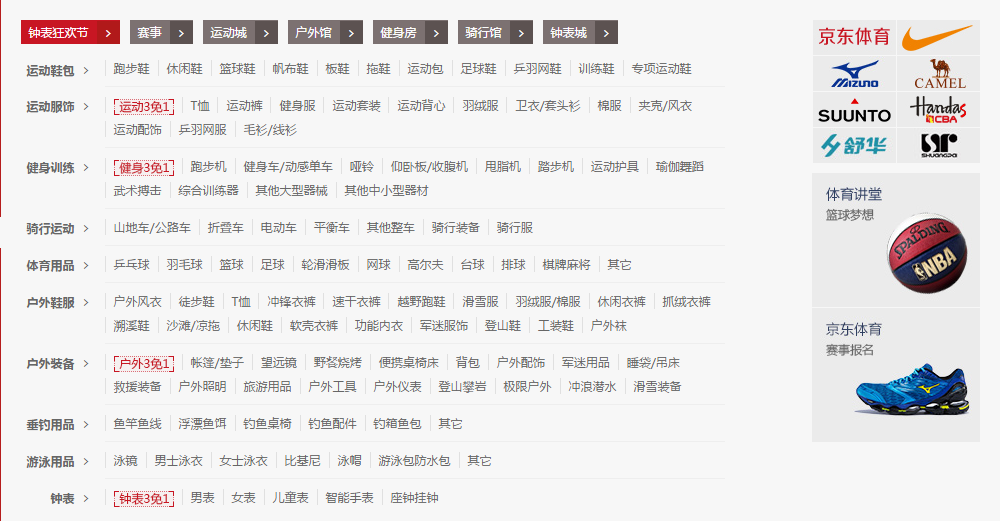 钟表狂欢节 > 赛事 > 运动城 > 户外馆 > 健身房 > 骑行馆 > 钟表城 >
运动鞋包 > 跑步鞋 休闲鞋 篮球鞋 帆布鞋 板鞋 拖鞋 运动包 足球鞋 乒羽网鞋 训练鞋 专项运动鞋
运动服饰 > 运动3免1 T恤 运动裤 健身服 运动套装 运动背心 羽绒服 卫衣/套头衫 棉服 夹克/风衣
运动配饰 乒羽网服 毛衫/线衫
健身训练 > 健身3免1 跑步机 健身车/动感单车 哑铃 仰卧板/收腹机 甩脂机 踏步机 运动护具 瑜伽舞蹈
武术搏击 综合训练器 其他大型器械 其他中小型器材
骑行运动 > 山地车/公路车 折叠车 电动车 平衡车 其他整车 骑行装备 骑行服
体育用品 > 乒乓球 羽毛球 篮球 足球 轮滑滑板 网球 高尔夫 台球 排球 棋牌麻将 其它
户外鞋服 > 户外风衣 徒步鞋 T恤 冲锋衣裤 速干衣裤 越野跑鞋 滑雪服 羽绒服/棉服 休闲衣裤 抓绒衣裤
溯溪鞋 沙滩/凉拖 休闲鞋 软壳衣裤 功能内衣 军迷服饰 登山鞋 工装鞋 户外袜
户外装备 > 户外3免1 帐篷/垫子 望远镜 野餐烧烤 便携桌椅床 背包 户外配饰 军迷用品 睡袋/吊床
救援装备 户外照明 旅游用品 户外工具 户外仪表 登山攀岩 极限户外 冲浪潜水 滑雪装备
垂钓用品 > 鱼竿鱼线 浮漂鱼饵 钓鱼桌椅 钓鱼配件 钓箱鱼包 其它
游泳用品 > 泳镜 男士泳衣 女士泳衣 比基尼 泳帽 游泳包防水包 其它
钟表 > 钟表3免1 男表 女表 儿童表 智能手表 座钟挂钟
京东体育
MIZUNO CAMEL
SUUNTO Handas CBA
舒华 SHUANGPAI
体育讲堂
篮球梦想
SPALDING
NBA
京东体育
赛事报名